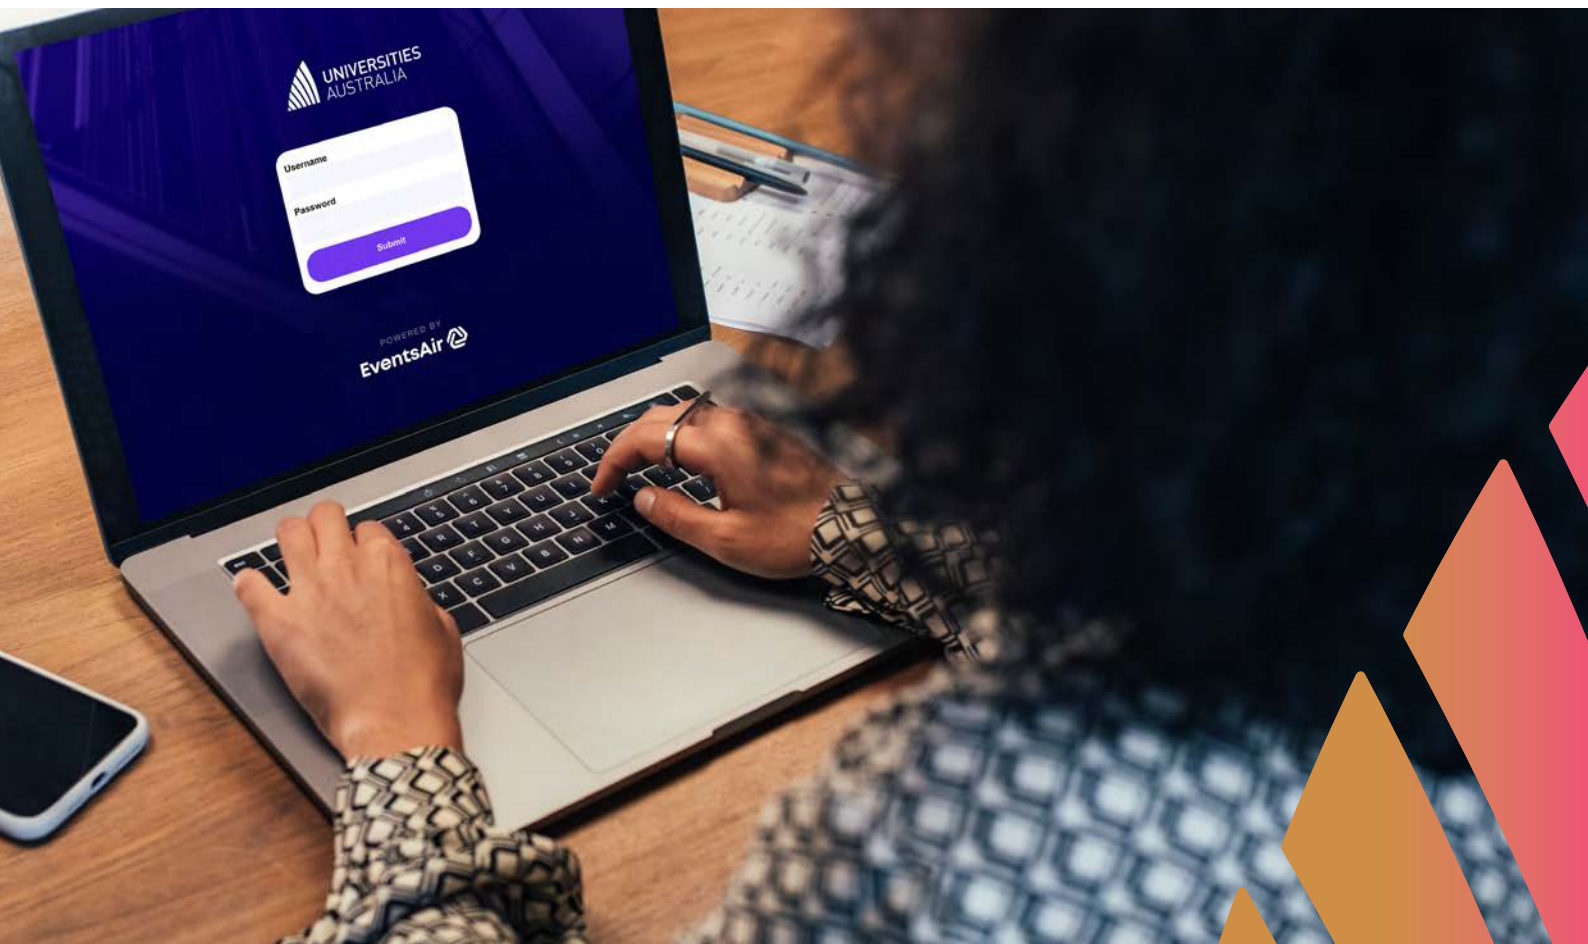 UNIVERSITIES
AUSTRALIA
Username
Password
Submit
POWERED BY
EventsAir